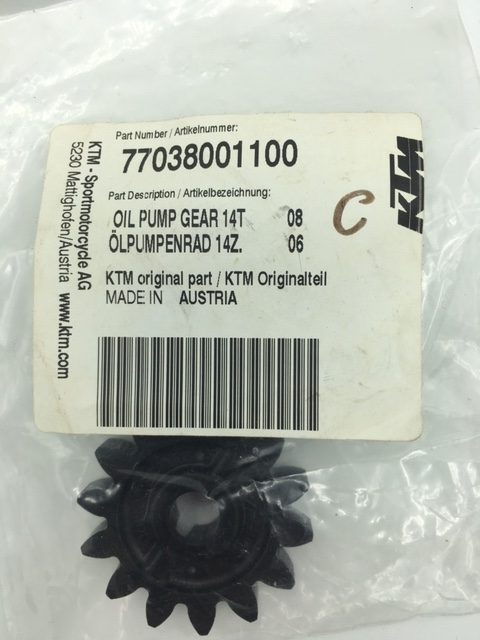 Part Number / Artikelnummer:
77038001100
Part Description / Artikelbezeichnung:
OIL PUMP GEAR 14T 08
ÖLPUMPENRAD 14Z. 06
KTM original part / KTM Originalteil
MADE IN AUSTRIA
KTM - Sportmotorcycle AG
5230 Mattighofen/Austria www.ktm.com
C
KTM